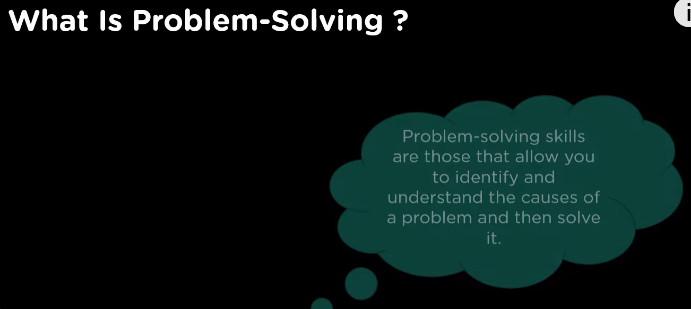 What Is Problem-Solving ?
i
Problem-solving skills
are those that allow you
to identify and
understand the causes of
a problem and then solve
it.